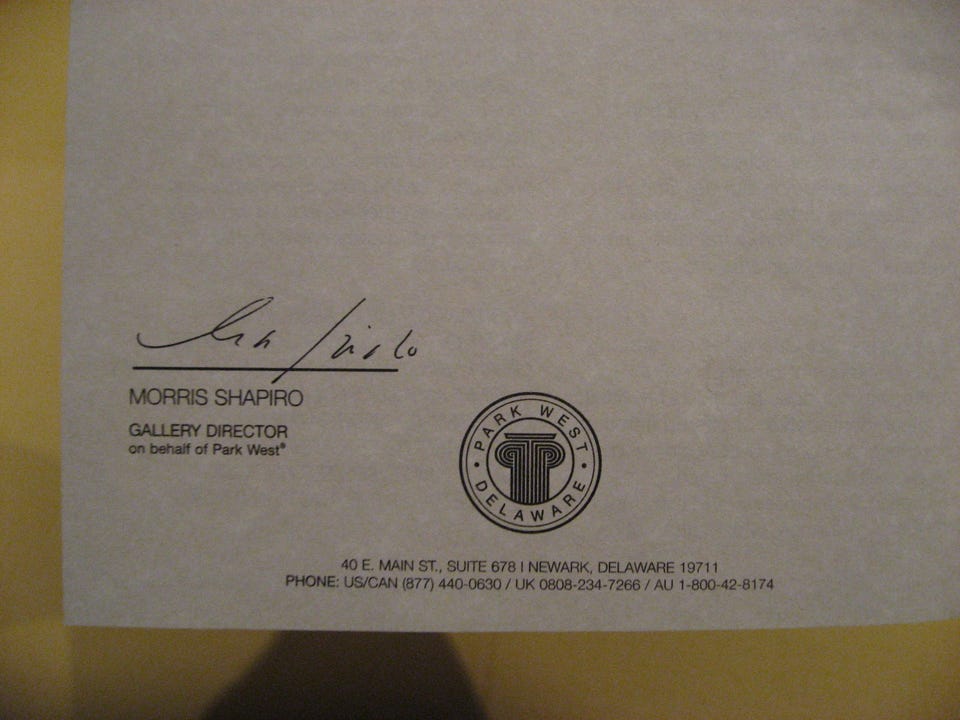 MORRIS SHAPIRO
GALLERY DIRECTOR
on behalf of Park West®
PARK WEST
DELAWARE
40 E. MAIN ST., SUITE 678 I NEWARK, DELAWARE 19711
PHONE: US/CAN (877) 440-0630 / UK 0808-234-7266 / AU 1-800-42-8174